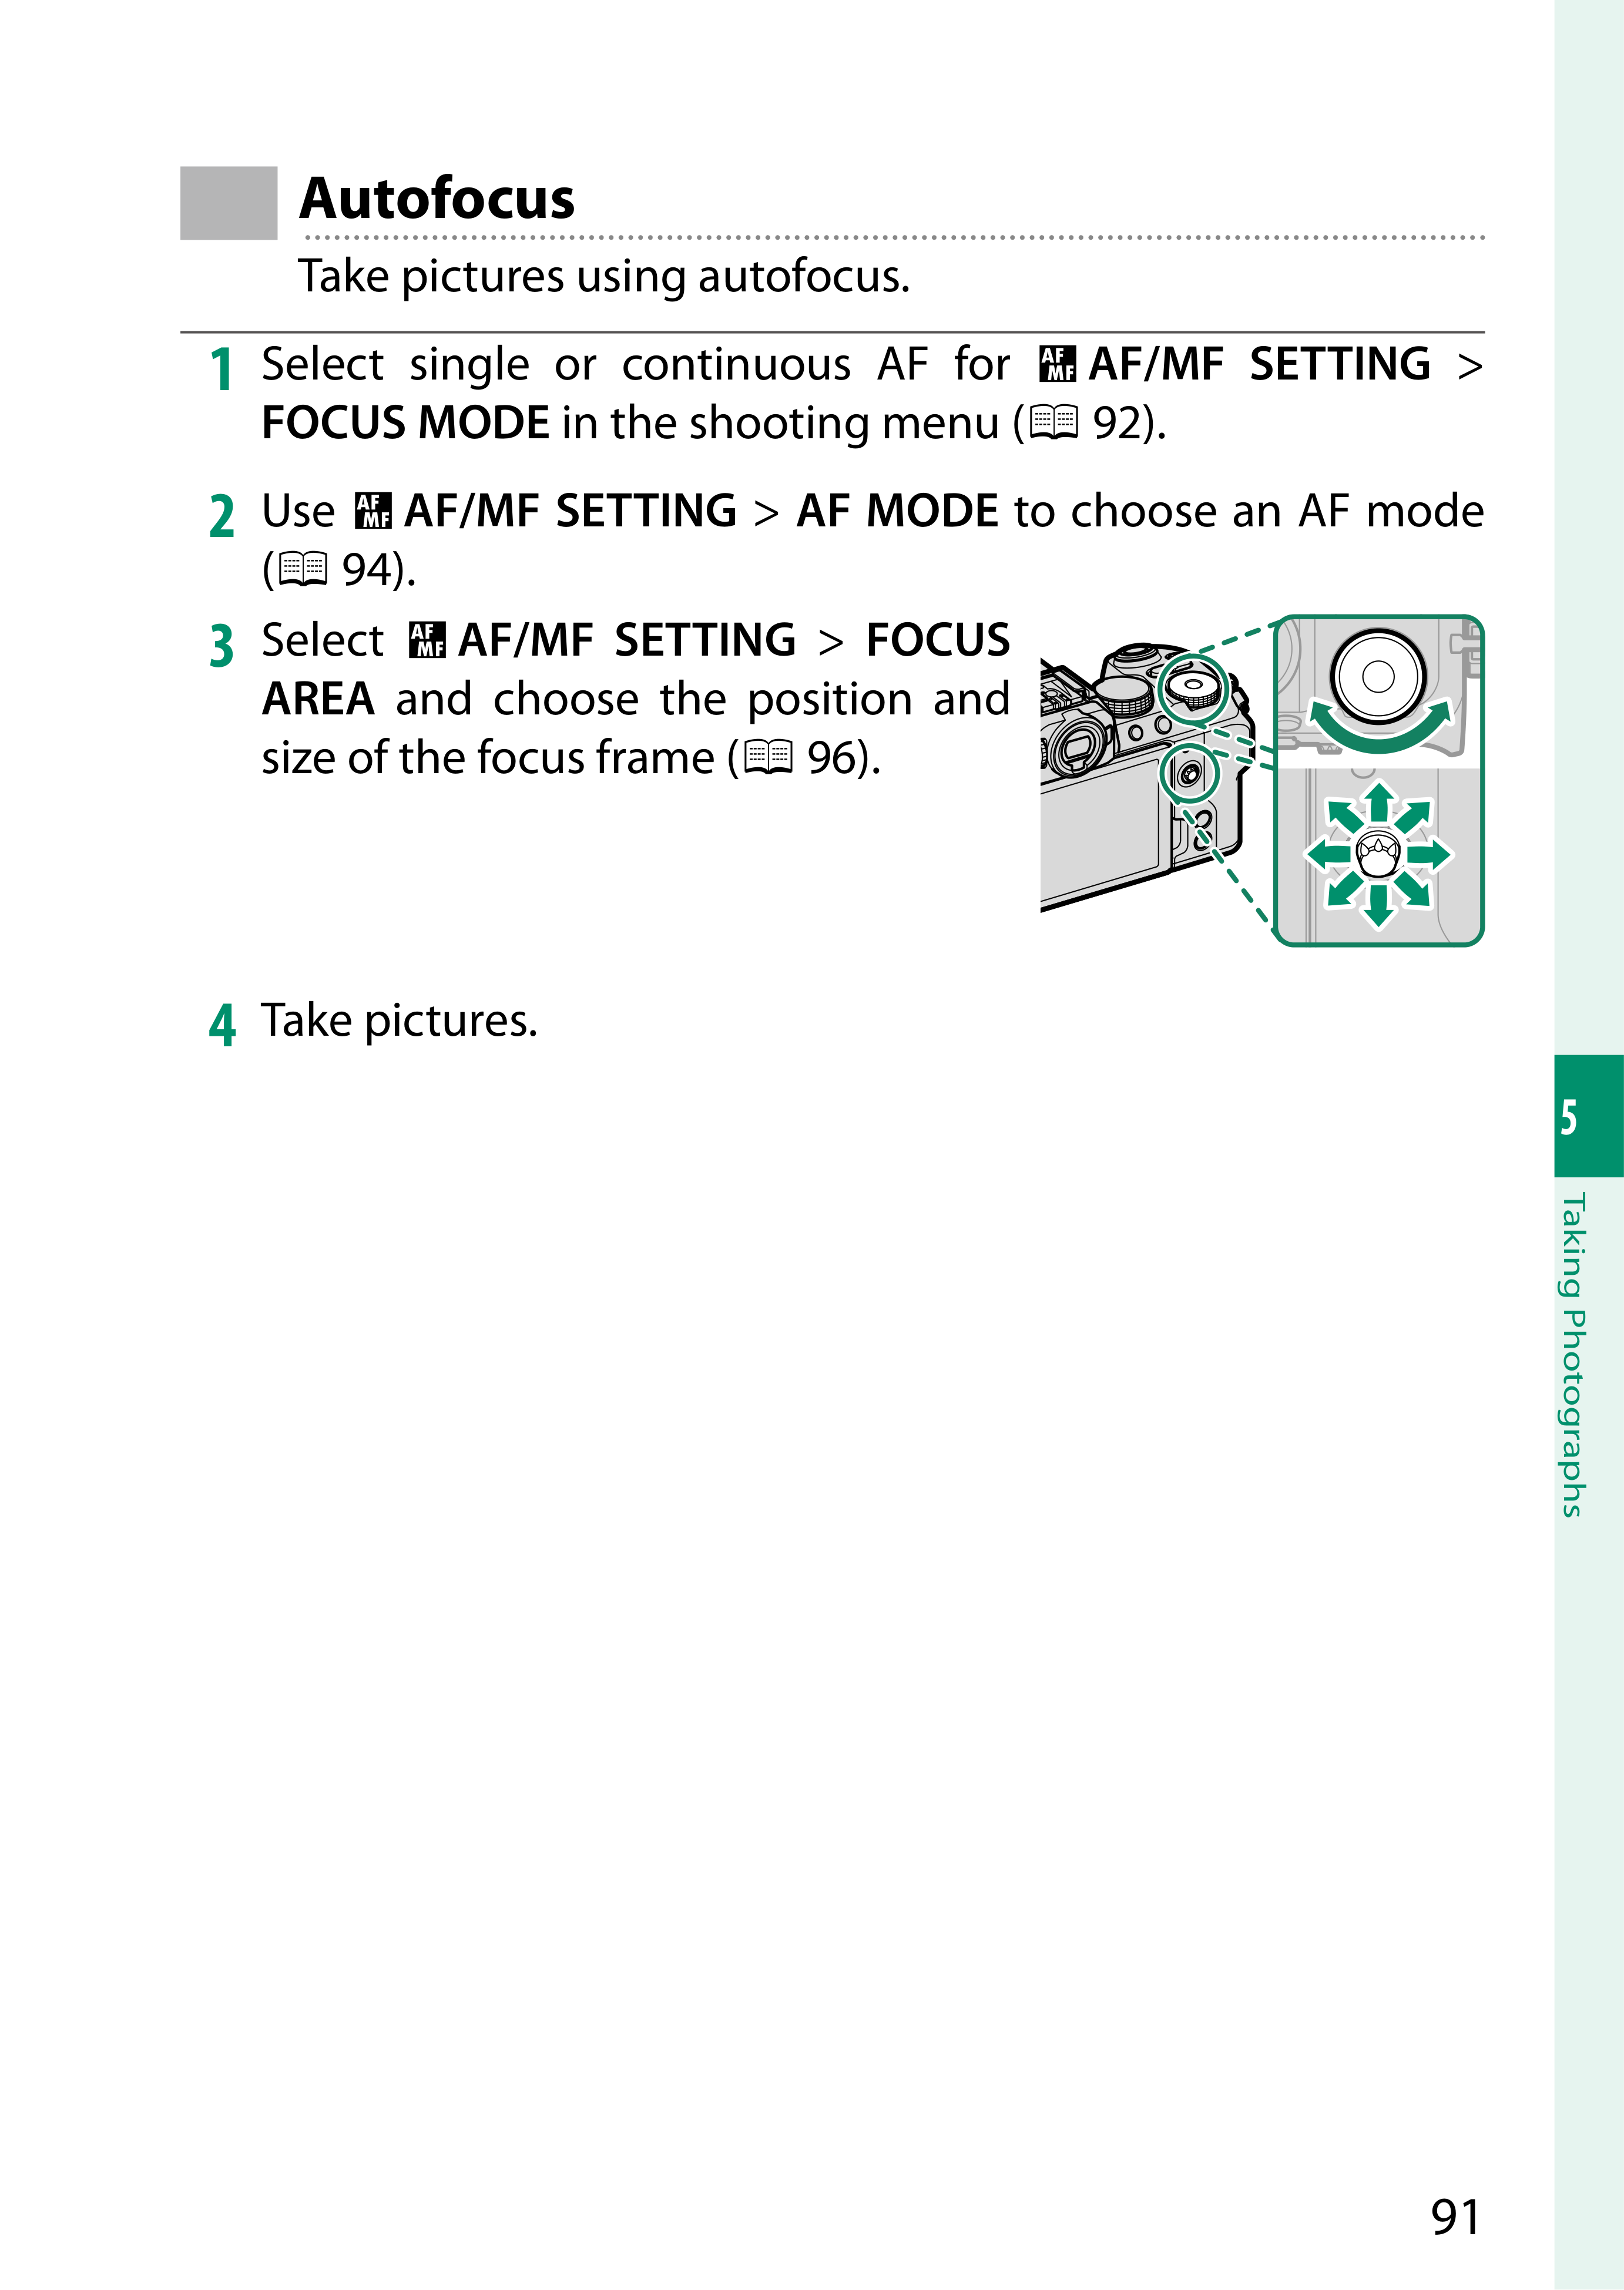 Autofocus
Take pictures using autofocus.
1 Select single or continuous AF for AF MF AF/MF SETTING >
FOCUS MODE in the shooting menu ( 92).
2 Use AF MF AF/MF SETTING > AF MODE to choose an AF mode
( 94).
3 Select AF MF AF/MF SETTING > FOCUS
AREA and choose the position and
size of the focus frame ( 96).
4 Take pictures.
5
Taking Photographs
91